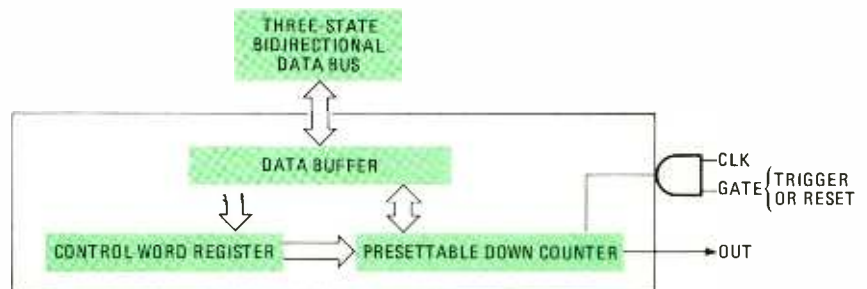 THREE-STATE
BIDIRECTIONAL
DATA BUS
DATA BUFFER
CLK
GATE
TRIGGER
OR RESET
CONTROL-WORD REGISTER
PRESETTABLE DOWN COUNTER
OUT